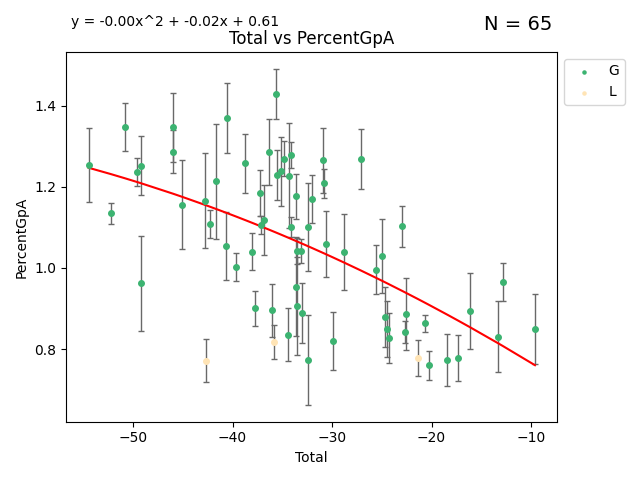 y = -0.00x^2 + -0.02x + 0.61
N = 65
Total vs PercentGpA
G
L
1.4
1.2
1.0
0.8
PercentGpA
−50
−40
−30
−20
−10
Total